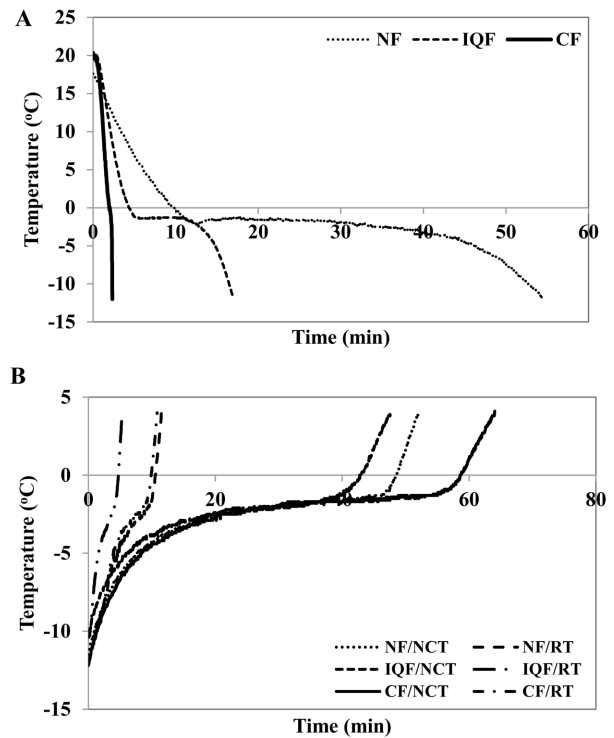 A
NF IQF CF
25
20
15
10
5
0
-5
-10
-15
0 10 20 30 40 50 60
Temperature (ºC)
Time (min)
B
5
0
-5
-10
-15
0 20 40 60 80
Temperature (ºC)
NF/NCT NF/RT
IQF/NCT IQF/RT
CF/NCT CF/RT
Time (min)